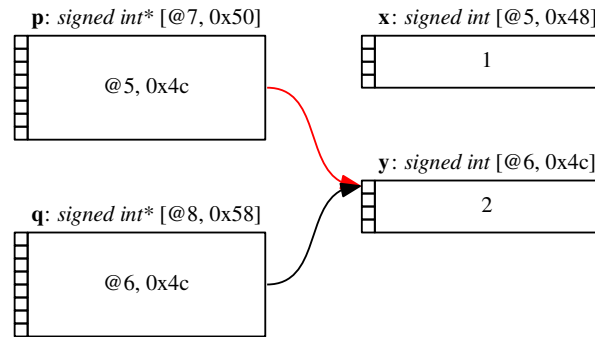 p: signed int* [@7, 0x50]
x: signed int [@5, 0x48]
@5, 0x4c
1
y: signed int [@6, 0x4c]
2
q: signed int* [@8, 0x58]
@6, 0x4c